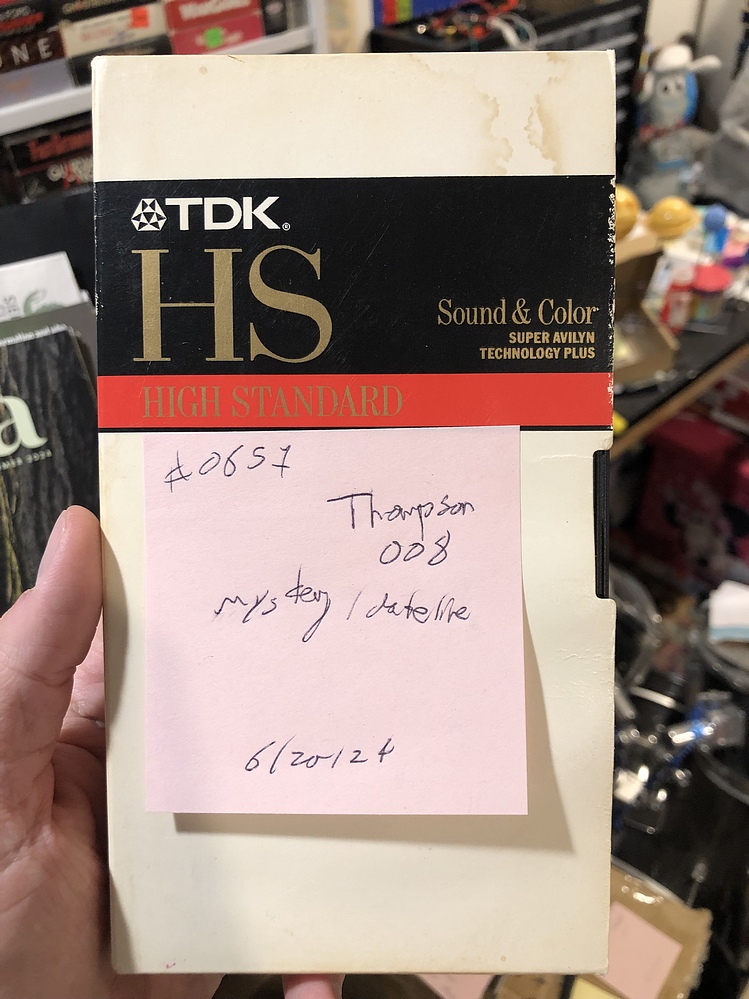 TDK®
HS
Sound & Color
SUPER AVILYN
TECHNOLOGY PLUS
HIGH STANDARD
#0657
Thompson
008
mystery / dateline
6/20/24